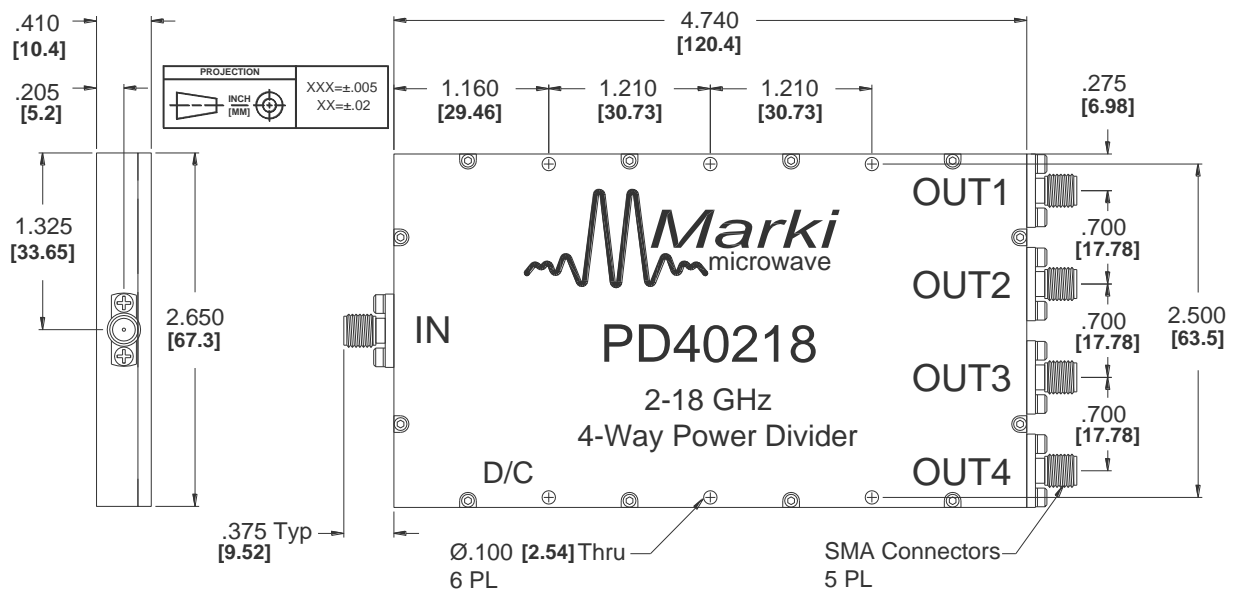 .410
[10.4]
.205
[5.2]
PROJECTION
INCH
[MM]
XXX=±.005
XX=±.02
4.740
[120.4]
1.160
[29.46]
1.210
[30.73]
1.210
[30.73]
.275
[6.98]
1.325
[33.65]
2.650
[67.3]
Marki
microwave
IN
PD40218
2-18 GHz
4-Way Power Divider
D/C
OUT1
OUT2
OUT3
OUT4
.700
[17.78]
.700
[17.78]
.700
[17.78]
2.500
[63.5]
.375 Typ
[9.52]
Ø.100 [2.54] Thru
6 PL
SMA Connectors
5 PL